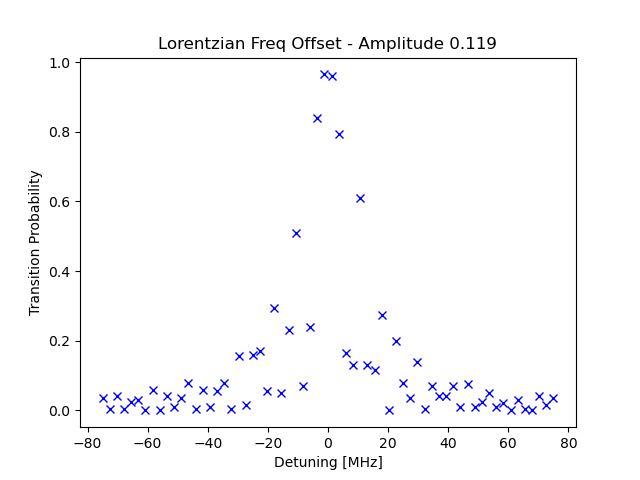 Lorentzian Freq Offset - Amplitude 0.119
1.0
0.8
0.6
0.4
0.2
0.0
Transition Probability
−80 −60 −40 −20 0 20 40 60 80
Detuning [MHz]